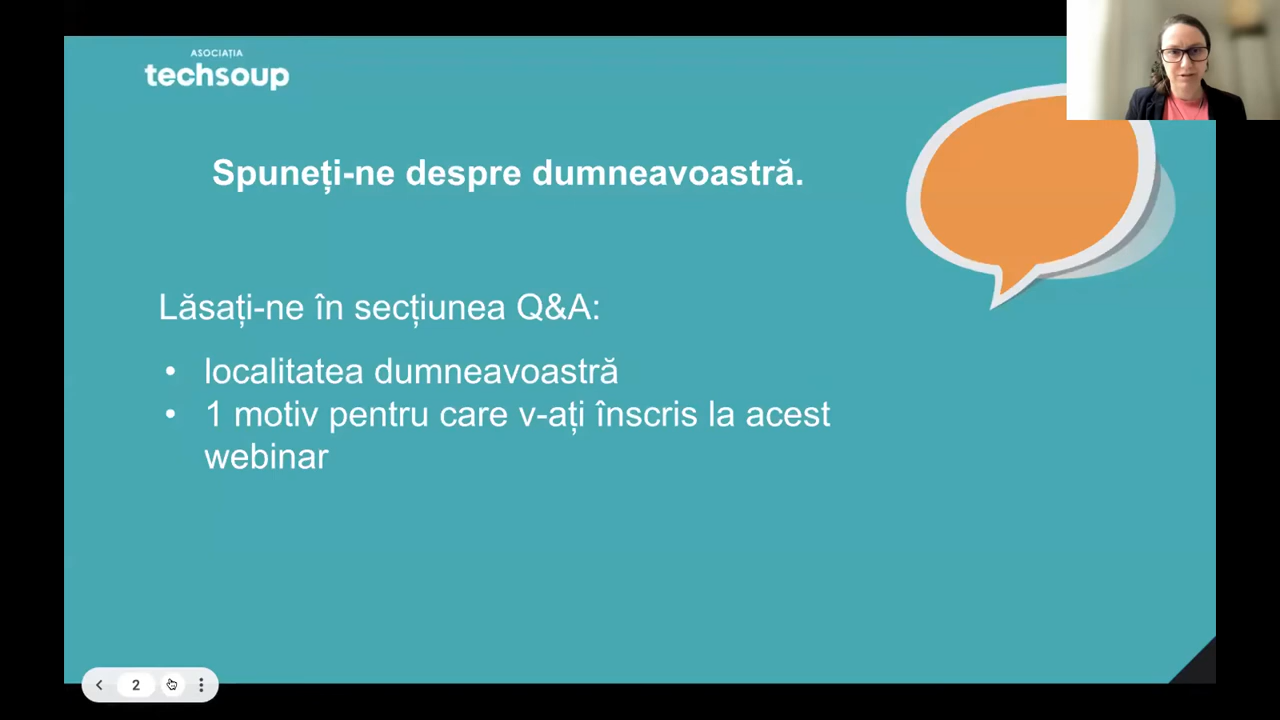 ASOCIAȚIA
techsoup
Spuneți-ne despre dumneavoastră.
Lăsați-ne în secțiunea Q&A:
• localitatea dumneavoastră
• 1 motiv pentru care v-ați înscris la acest
webinar
2